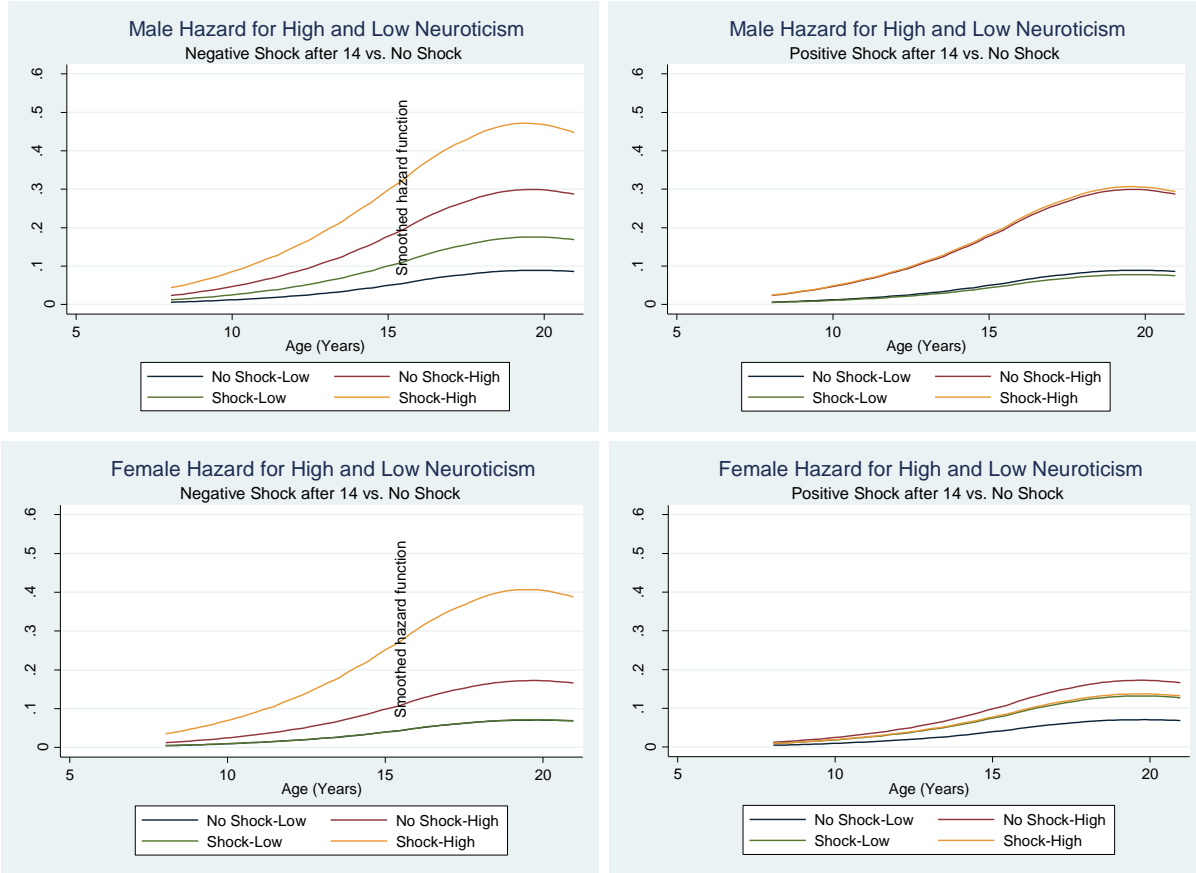 Male Hazard for High and Low Neuroticism
Negative Shock after 14 vs. No Shock
.6
.5
.4
.3
.2
.1
0
Smoothed hazard function
5 10 15 20
Age (Years)
No Shock-Low No Shock-High
Shock-Low Shock-High
Male Hazard for High and Low Neuroticism
Positive Shock after 14 vs. No Shock
.6
.5
.4
.3
.2
.1
0
5 10 15 20
Age (Years)
No Shock-Low No Shock-High
Shock-Low Shock-High
Female Hazard for High and Low Neuroticism
Negative Shock after 14 vs. No Shock
.6
.5
.4
.3
.2
.1
0
Smoothed hazard function
5 10 15 20
Age (Years)
No Shock-Low No Shock-High
Shock-Low Shock-High
Female Hazard for High and Low Neuroticism
Positive Shock after 14 vs. No Shock
.6
.5
.4
.3
.2
.1
0
5 10 15 20
Age (Years)
No Shock-Low No Shock-High
Shock-Low Shock-High